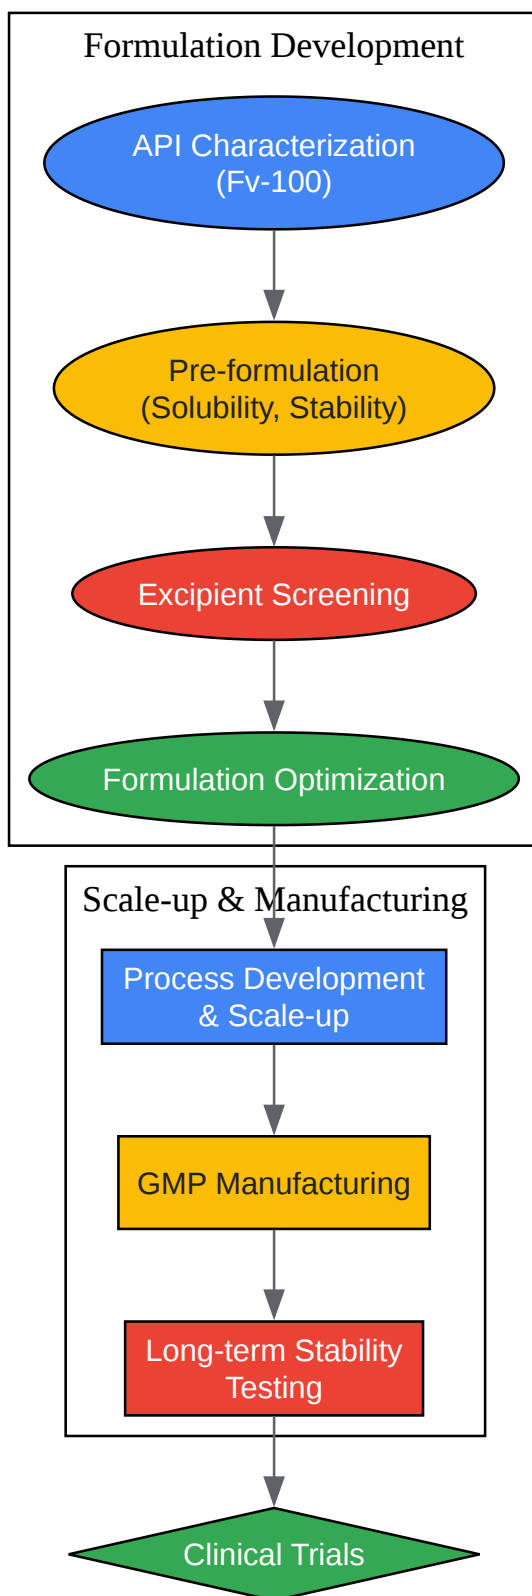 Formulation Development
API Characterization
(Fv-100)
Pre-formulation
(Solubility, Stability)
Excipient Screening
Formulation Optimization
Scale-up & Manufacturing
Process Development
& Scale-up
GMP Manufacturing
Long-term Stability
Testing
Clinical Trials